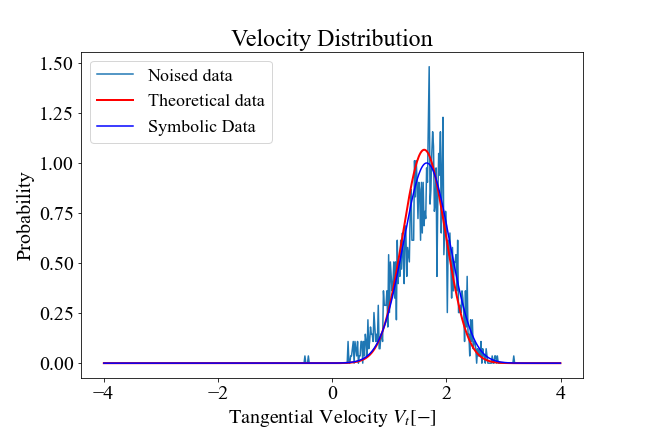 Velocity Distribution
Noised data
Theoretical data
Symbolic Data
Probability
1.50
1.25
1.00
0.75
0.50
0.25
0.00
−4
−2
0
2
4
Tangential Velocity Vₜ[−]